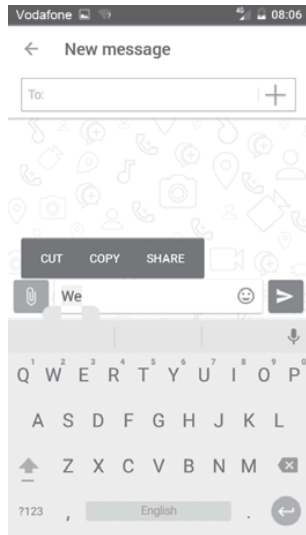 Vodafone 4G 08:06
New message
To:
CUT COPY SHARE
We
1 2 3 4 5 6 7 8 9 0
Q W E R T Y U I O P
A S D F G H J K L
Z X C V B N M
?123 , English .